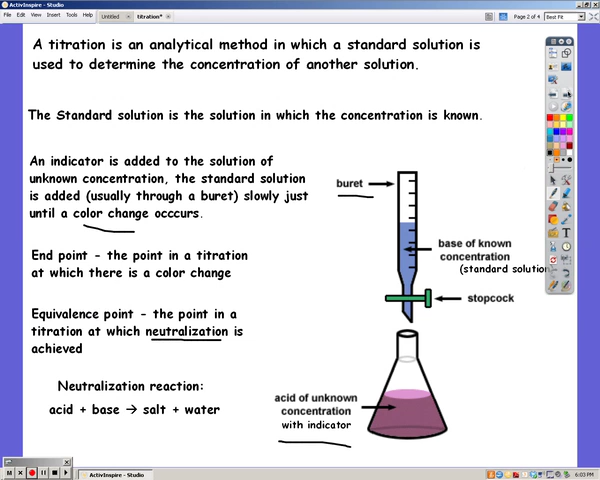 ActivInspire - Studio
File Edit View Insert Tools Help
Untitled
titration*
Page 2 of 4
Best Fit
A titration is an analytical method in which a standard solution is
used to determine the concentration of another solution.
The Standard solution is the solution in which the concentration is known.
An indicator is added to the solution of
unknown concentration, the standard solution
is added (usually through a buret) slowly just
until a color change occcurs.
End point - the point in a titration
at which there is a color change
Equivalence point - the point in a
titration at which neutralization is
achieved
Neutralization reaction:
acid + base → salt + water
buret
base of known
concentration
(standard solution
stopcock
acid of unknown
concentration
with indicator
ActivInspire - Studio
6:03 PM